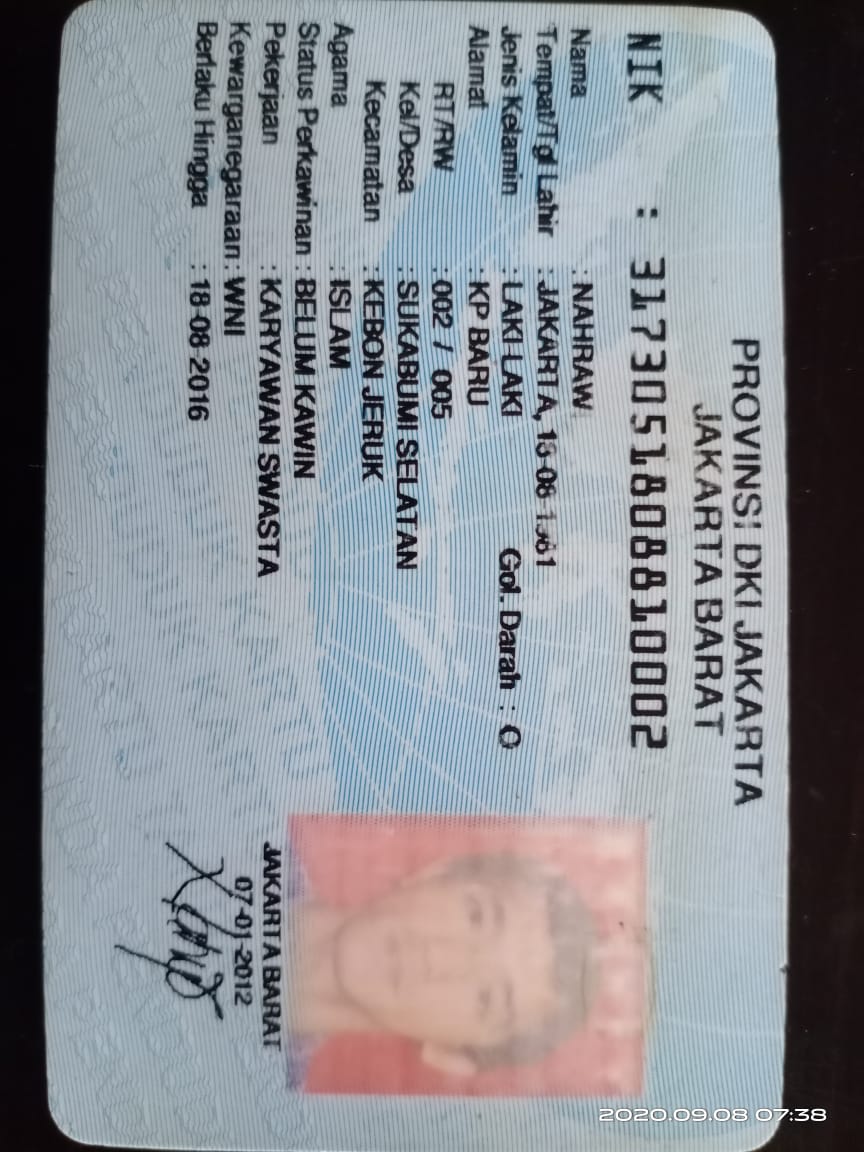 PROVINSI DKI JAKARTA
JAKARTA BARAT
NIK : 3173051808810002
Nama : NAHRAW
Tempat/Tgl Lahir : JAKARTA,
Jenis Kelamin : LAKI-LAKI Gol. Darah : O
Alamat : KP BARU
RT/RW : 002 / 005
Kel/Desa : SUKABUMI SELATAN
Kecamatan : KEBON JERUK
Agama : ISLAM
Status Perkawinan : BELUM KAWIN
Pekerjaan : KARYAWAN SWASTA
Kewarganegaraan : WNI
Berlaku Hingga : 18-08-2016
JAKARTA BARAT
07-01-2012
2020.09.08 07:38